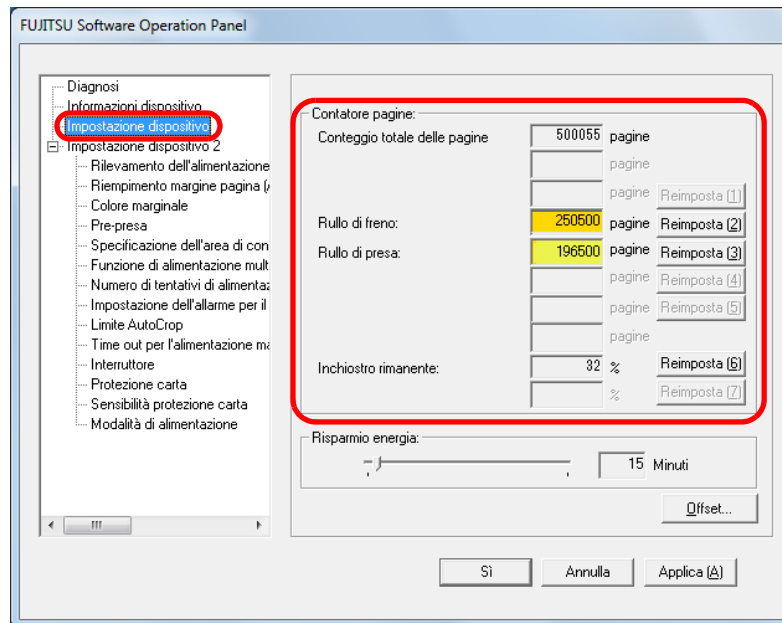 FUJITSU Software Operation Panel
Diagnosi
Informazioni dispositivo
Impostazione dispositivo
Impostazione dispositivo 2
Rilevamento dell'alimentazione
Riempimento margine pagina (
Colore marginale
Pre-presa
Specificazione dell'area di con
Funzione di alimentazione mult
Numero di tentativi di alimentaz
Impostazione dell'allarme per il
Limite AutoCrop
Time out per l'alimentazione ma
Interruttore
Protezione carta
Sensibilità protezione carta
Modalità di alimentazione
Contatore pagine:
Conteggio totale delle pagine 500055 pagine
pagine
pagine Reimposta (1)
Rullo di freno: 250500 pagine Reimposta (2)
Rullo di presa: 196500 pagine Reimposta (3)
pagine Reimposta (4)
pagine Reimposta (5)
pagine
Inchiostro rimanente: 32 % Reimposta (6)
% Reimposta (7)
Risparmio energia:
15 Minuti
Offset...
Sì Annulla Applica (A)